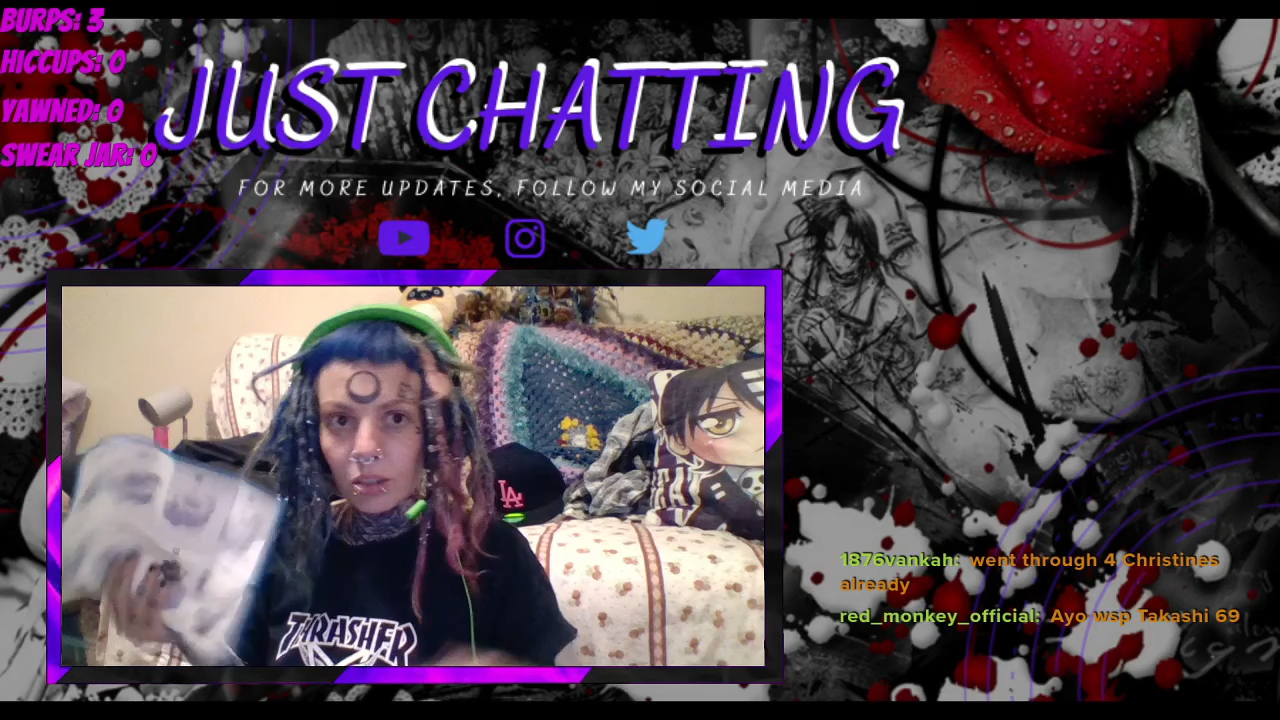 BURPS: 3
HICCUPS: 0
YAWNED: 0
SWEAR JAR: 0
JUST CHATTING
FOR MORE UPDATES, FOLLOW MY SOCIAL MEDIA
LA
THRASHER
1876vankah: went through 4 Christines
already
red_monkey_official: Ayo wsp Takashi 69